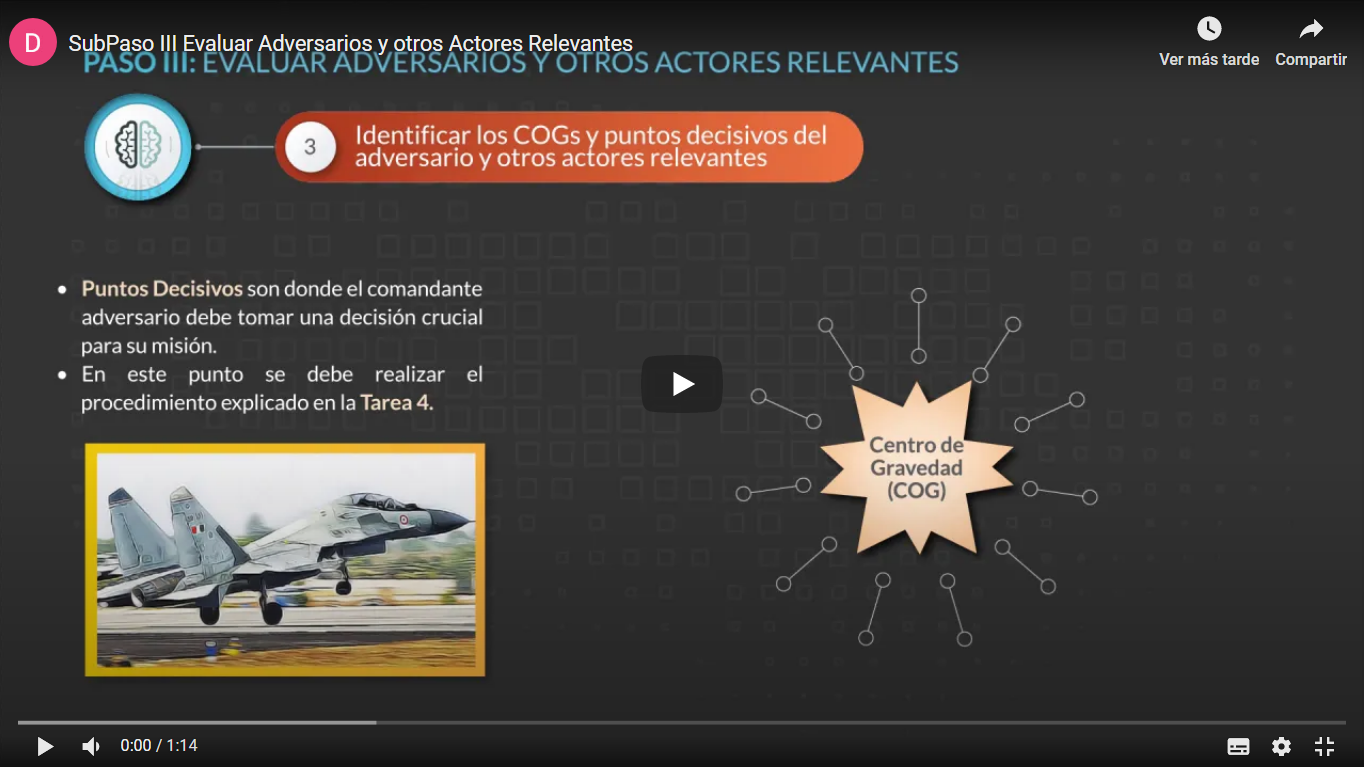 D
SubPaso III Evaluar Adversarios y otros Actores Relevantes
Ver más tarde
Compartir
PASO III: EVALUAR ADVERSARIOS Y OTROS ACTORES RELEVANTES
3
Identificar los COGs y puntos decisivos del
adversario y otros actores relevantes
• Puntos Decisivos son donde el comandante
adversario debe tomar una decisión crucial
para su misión.
• En este punto se debe realizar el
procedimiento explicado en la Tarea 4.
Centro de
Gravedad
(COG)
0:00 / 1:14